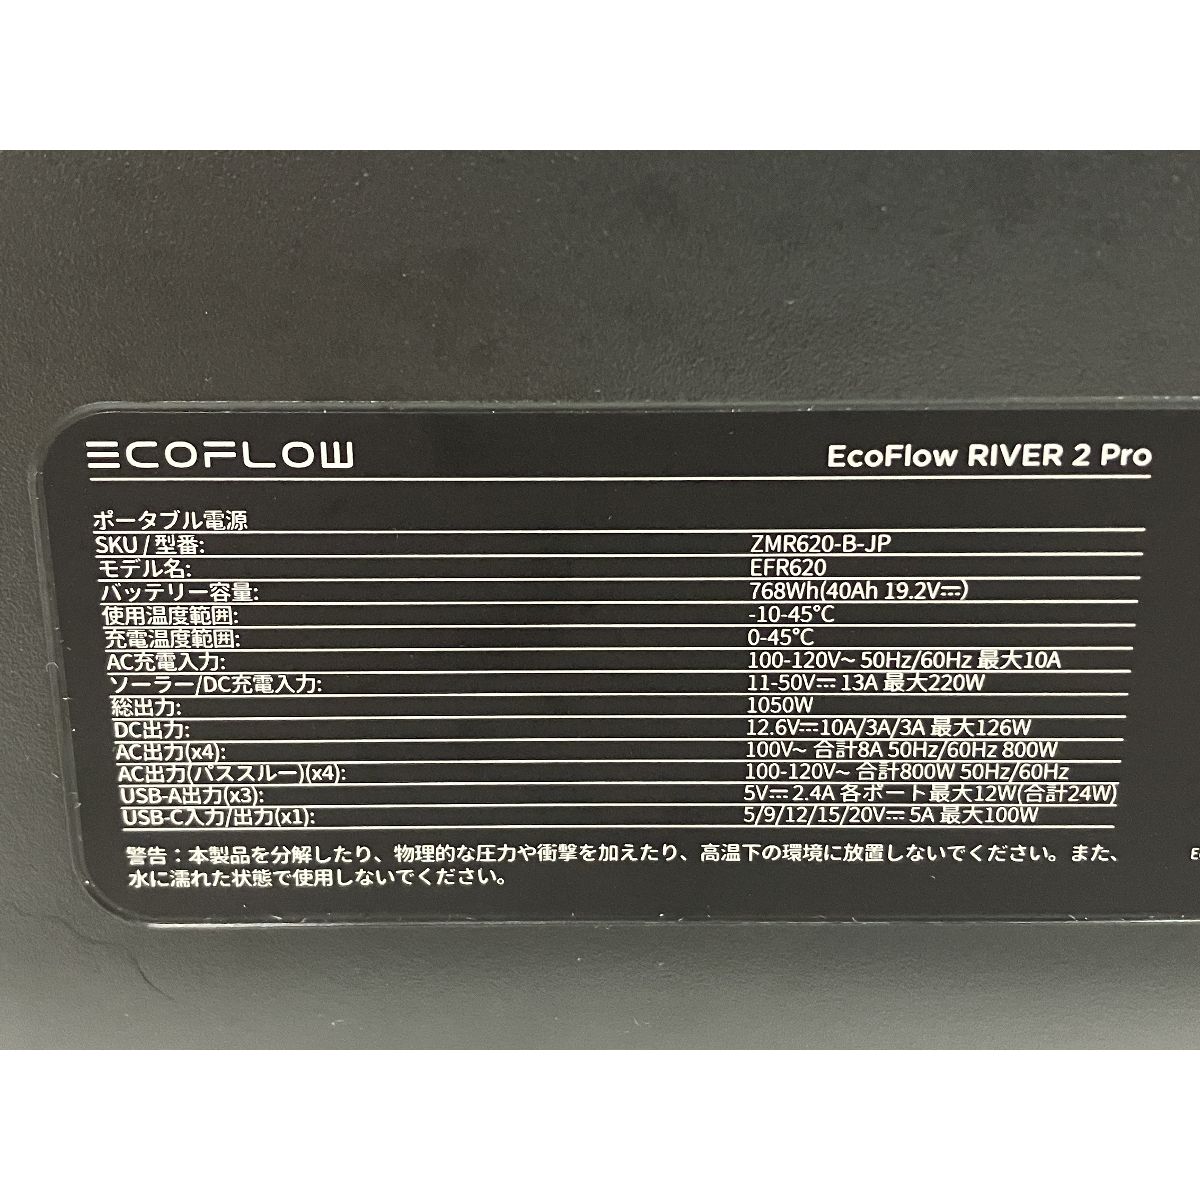 ECOFLOW
EcoFlow RIVER 2 Pro
ポータブル電源
SKU / 型番: ZMR620-B-JP
モデル名: EFR620
バッテリー容量: 768Wh(40Ah 19.2V⎓)
使用温度範囲: -10-45°C
充電温度範囲: 0-45°C
AC充電入力: 100-120V~ 50Hz/60Hz 最大10A
ソーラー/DC充電入力: 11-50V⎓ 13A 最大220W
総出力: 1050W
DC出力: 12.6V⎓10A/3A/3A 最大126W
AC出力(x4): 100V~ 合計8A 50Hz/60Hz 800W
AC出力(パススルー)(x4): 100-120V~ 合計800W 50Hz/60Hz
USB-A出力(x3): 5V⎓ 2.4A 各ポート最大12W(合計24W)
USB-C入力/出力(x1): 5/9/12/15/20V⎓ 5A 最大100W
警告：本製品を分解したり、物理的な圧力や衝撃を加えたり、高温下の環境に放置しないでください。また、
水に濡れた状態で使用しないでください。